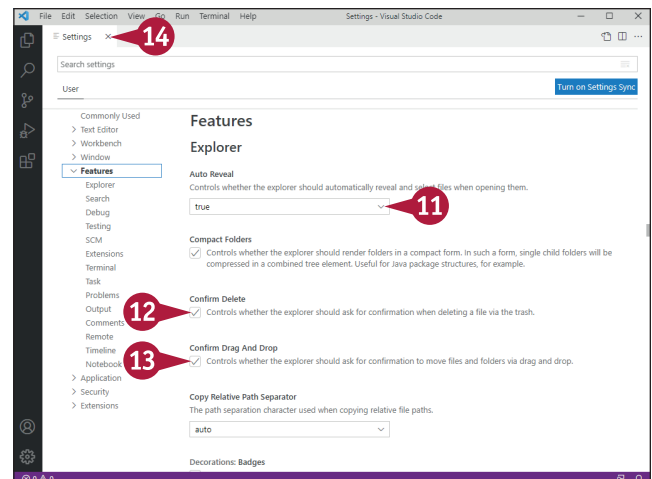 File Edit Selection View Go Run Terminal Help Settings - Visual Studio Code
Settings
14
Search settings
User
Turn on Settings Sync
Commonly Used
Text Editor
Workbench
Window
Features
Explorer
Search
Debug
Testing
SCM
Extensions
Terminal
Task
Problems
Output
Comments
Remote
Timeline
Notebook
Application
Security
Extensions
Features
Explorer
Auto Reveal
Controls whether the explorer should automatically reveal and select files when opening them.
true
11
Compact Folders
Controls whether the explorer should render folders in a compact form. In such a form, single child folders will be
compressed in a combined tree element. Useful for Java package structures, for example.
Confirm Delete
12
Controls whether the explorer should ask for confirmation when deleting a file via the trash.
Confirm Drag And Drop
13
Controls whether the explorer should ask for confirmation to move files and folders via drag and drop.
Copy Relative Path Separator
The path separation character used when copying relative file paths.
auto
Decorations: Badges